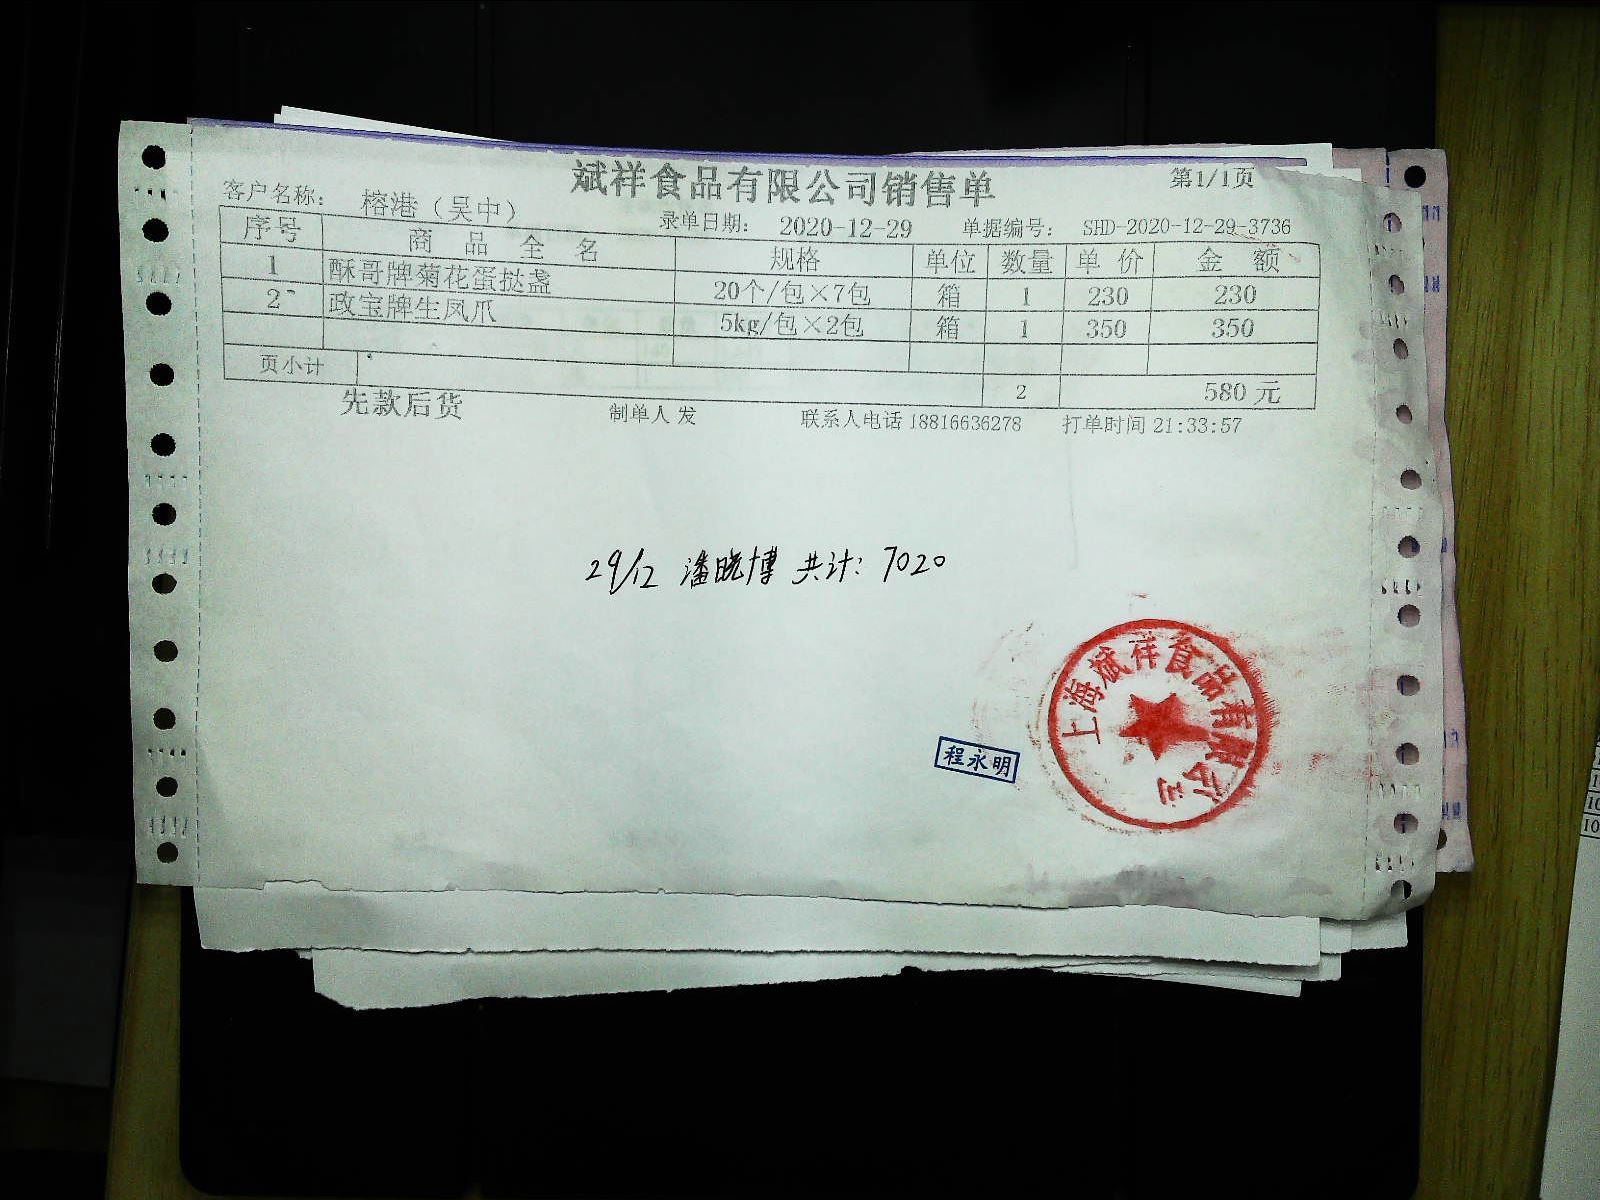 斌祥食品有限公司销售单
第1/1页
客户名称： 榕港（吴中） 录单日期： 2020-12-29 单据编号： SHD-2020-12-29-3736
序号 商品全名 规格 单位 数量 单价 金额
1 酥哥牌菊花蛋挞盏 20个/包×7包 箱 1 230 230
2 政宝牌生凤爪 5kg/包×2包 箱 1 350 350
页小计 2 580元
先款后货 制单人 发 联系人电话 18816636278 打单时间 21:33:57
29/12 潘晓博 共计：7020
上海斌祥食品有限公司
程永明